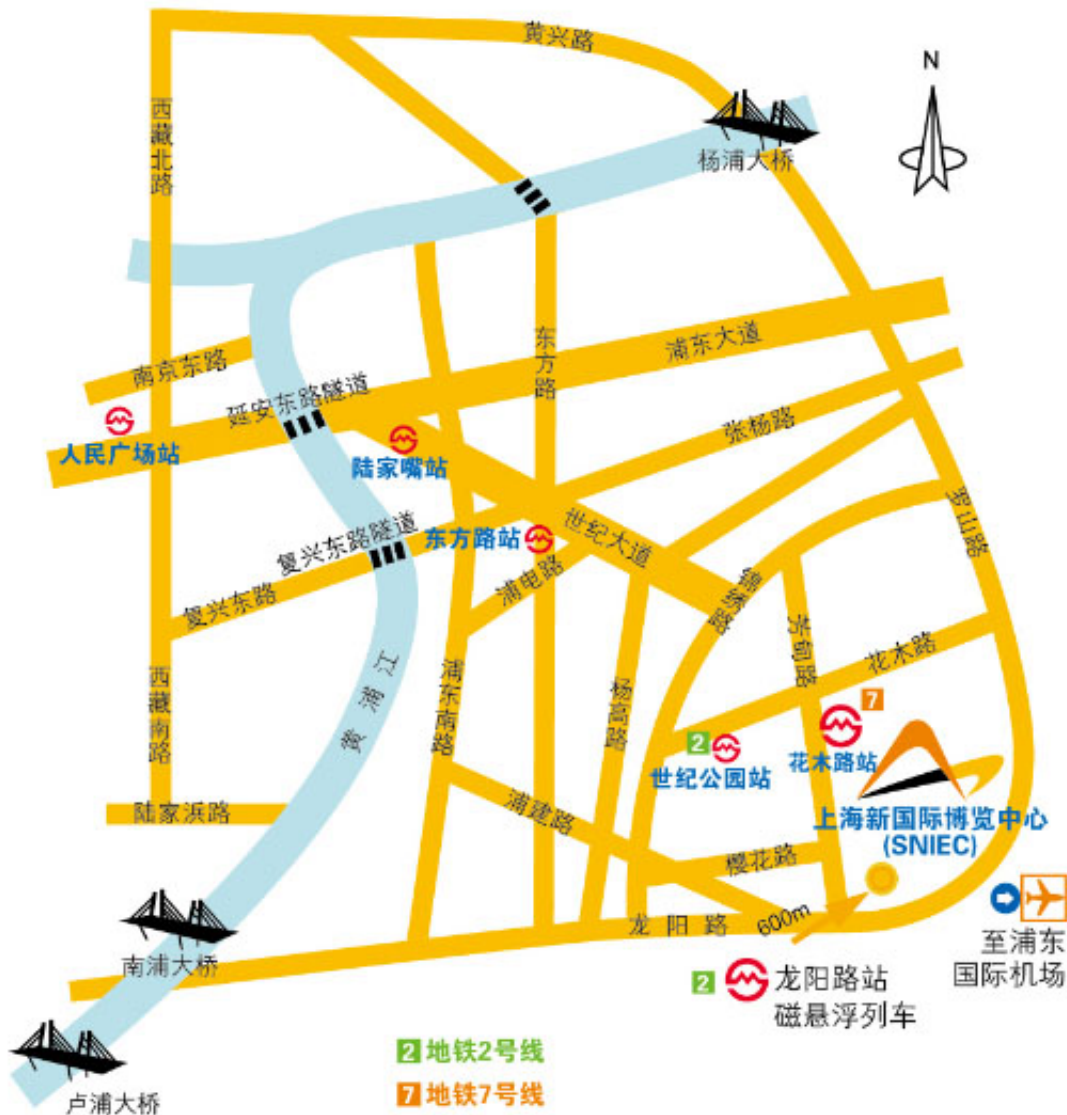 黄兴路
N
西藏北路
杨浦大桥
南京东路
延安东路隧道
东方路
浦东大道
人民广场站
陆家嘴站
张杨路
复兴东路隧道
东方路站
世纪大道
罗山路
复兴东路
浦电路
锦绣路
芳甸路
花木路
西藏南路
黄浦江
浦东南路
杨高路
7
2
世纪公园站
花木路站
陆家浜路
浦建路
上海新国际博览中心
(SNIEC)
樱花路
南浦大桥
龙阳路
600m
至浦东
国际机场
2
龙阳路站
磁悬浮列车
2 地铁2号线
7 地铁7号线
卢浦大桥